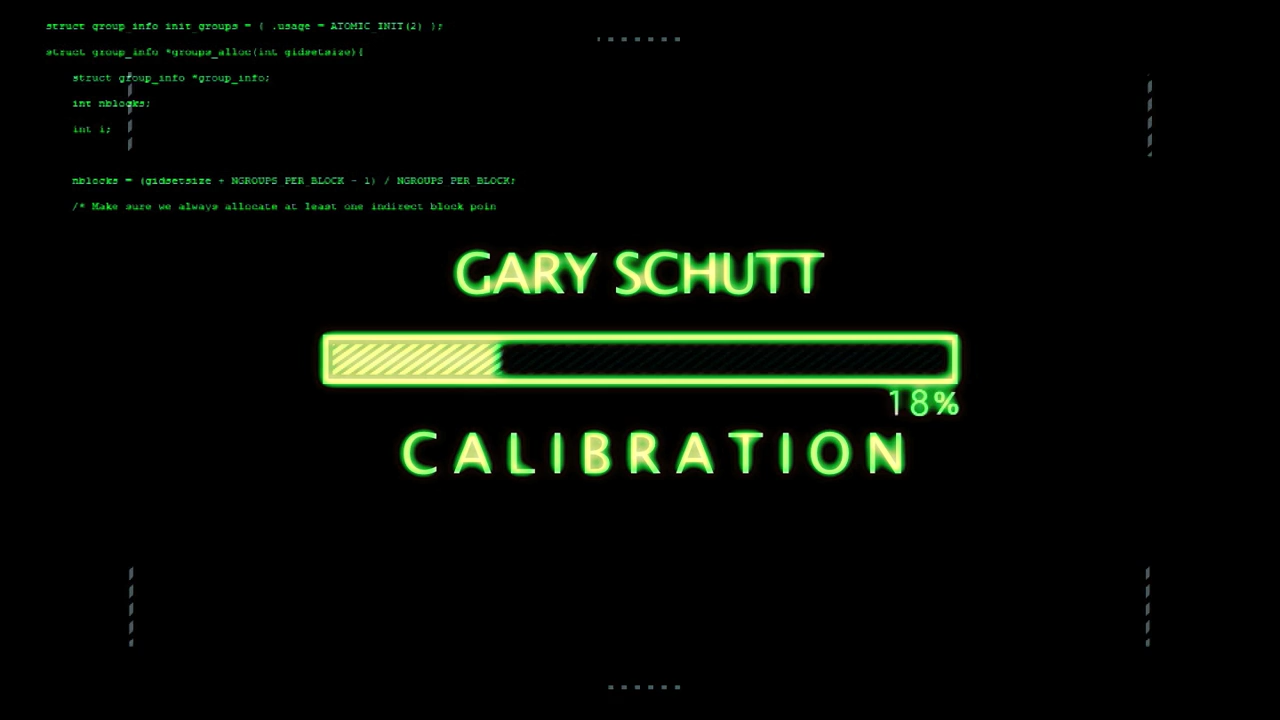 struct group_info init_groups = { .usage = ATOMIC_INIT(2) };
struct group_info *groups_alloc(int gidsetsize){
struct group_info *group_info;
int nblocks;
int i;
nblocks = (gidsetsize + NGROUPS_PER_BLOCK - 1) / NGROUPS_PER_BLOCK;
/* Make sure we always allocate at least one indirect block poin
GARY SCHUTT
18%
CALIBRATION